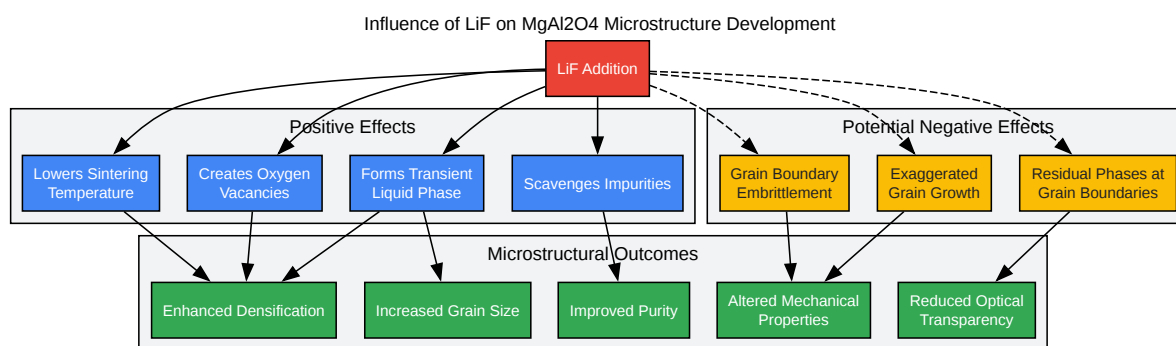 Influence of LiF on MgAl2O4 Microstructure Development
LiF Addition
Positive Effects
Potential Negative Effects
Lowers Sintering
Temperature
Creates Oxygen
Vacancies
Forms Transient
Liquid Phase
Scavenges Impurities
Grain Boundary
Embrittlement
Exaggerated
Grain Growth
Residual Phases at
Grain Boundaries
Microstructural Outcomes
Enhanced Densification
Increased Grain Size
Improved Purity
Altered Mechanical
Properties
Reduced Optical
Transparency